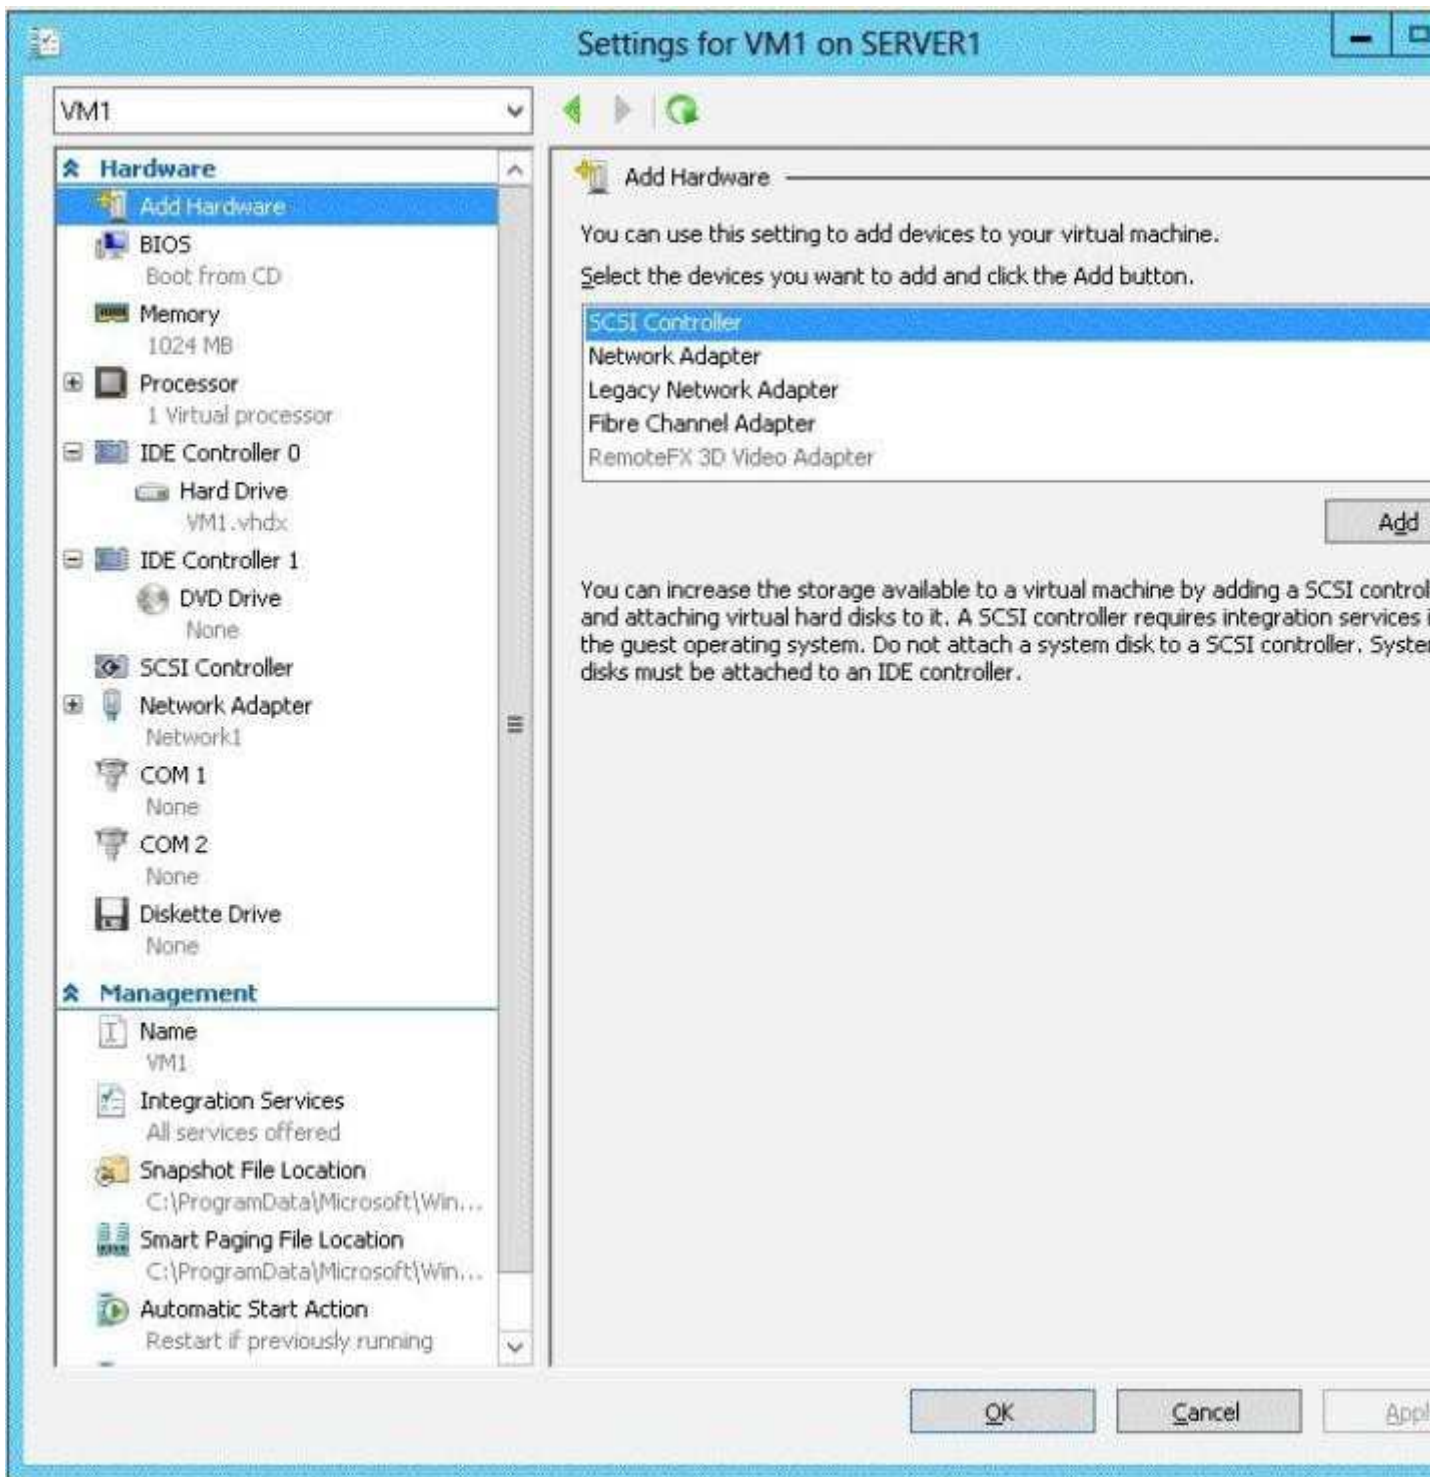 Settings for VM1 on SERVER1
VM1
Hardware
Add Hardware
BIOS
Boot from CD
Memory
1024 MB
Processor
1 Virtual processor
IDE Controller 0
Hard Drive
VM1.vhdx
IDE Controller 1
DVD Drive
None
SCSI Controller
Network Adapter
Network1
COM 1
None
COM 2
None
Diskette Drive
None
Management
Name
VM1
Integration Services
All services offered
Snapshot File Location
C:\ProgramData\Microsoft\Win...
Smart Paging File Location
C:\ProgramData\Microsoft\Win...
Automatic Start Action
Restart if previously running
Add Hardware
You can use this setting to add devices to your virtual machine.
Select the devices you want to add and click the Add button.
SCSI Controller
Network Adapter
Legacy Network Adapter
Fibre Channel Adapter
RemoteFX 3D Video Adapter
Add
You can increase the storage available to a virtual machine by adding a SCSI control
and attaching virtual hard disks to it. A SCSI controller requires integration services i
the guest operating system. Do not attach a system disk to a SCSI controller. Syste
disks must be attached to an IDE controller.
OK
Cancel
Appl